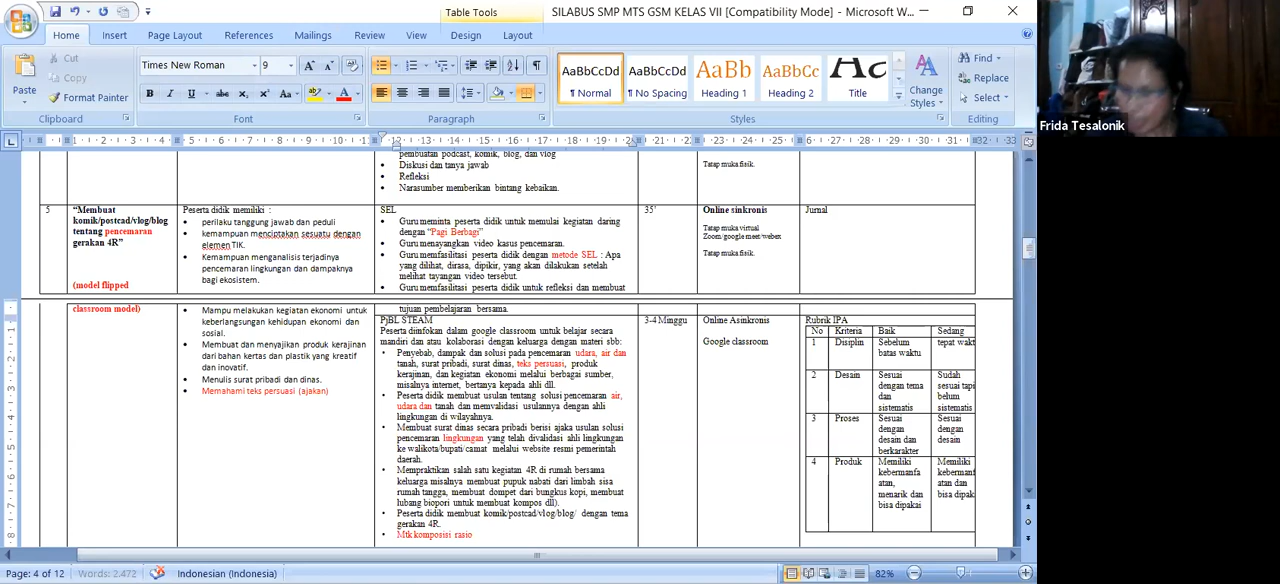 Table Tools
SILABUS SMP MTS GSM KELAS VII [Compatibility Mode] - Microsoft W...
Home Insert Page Layout References Mailings Review View Design Layout
Paste
Cut
Copy
Format Painter
Clipboard
Times New Roman 9
Font
Paragraph
AaBbCcDd
¶ Normal
AaBbCcDd
¶ No Spacing
AaBb
Heading 1
AaBbCc
Heading 2
Title
Change
Styles
Styles
Find
Replace
Select
Editing
Frida Tesalonik
pembuatan podcast, komik, blog, dan vlog
Diskusi dan tanya jawab
Refleksi
Narasumber memberikan bintang kebaikan.
Tatap muka fisik.
5
“Membuat
komik/postcad/vlog/blog
tentang pencemaran
gerakan 4R”
(model flipped
classroom model)
Peserta didik memiliki :
perilaku tanggung jawab dan peduli
kemampuan menciptakan sesuatu dengan
elemen TIK.
Kemampuan menganalisis terjadinya
pencemaran lingkungan dan dampaknya
bagi ekosistem.
Mampu melakukan kegiatan ekonomi untuk
keberlangsungan kehidupan ekonomi dan
sosial.
Membuat dan menyajikan produk kerajinan
dari bahan kertas dan plastik yang kreatif
dan inovatif.
Menulis surat pribadi dan dinas.
Memahami teks persuasi (ajakan)
SEL
Guru meminta peserta didik untuk memulai kegiatan daring
dengan “Pagi Berbagi”
Guru menayangkan video kasus pencemaran.
Guru memfasilitasi peserta didik dengan metode SEL : Apa
yang dilihat, dirasa, dipikir, yang akan dilakukan setelah
melihat tayangan video tersebut.
Guru memfasilitasi peserta didik untuk refleksi dan membuat
tujuan pembelajaran bersama.
35’
Online sinkronis
Tatap muka virtual
Zoom/google meet/webex
Tatap muka fisik.
Jurnal
PjBL STEAM
Peserta diinfokan dalam google classroom untuk belajar secara
mandiri dan atau kolaborasi dengan keluarga dengan materi sbb:
Penyebab, dampak dan solusi pada pencemaran udara, air dan
tanah, surat pribadi, surat dinas, teks persuasi, produk
kerajinan, dan kegiatan ekonomi melalui berbagai sumber,
misalnya internet, bertanya kepada ahli dll.
Peserta didik membuat usulan tentang solusi pencemaran air,
udara dan tanah dan memvalidasi usulannya dengan ahli
lingkungan di wilayahnya.
Membuat surat dinas secara pribadi berisi ajaka usulan solusi
pencemaran lingkungan yang telah divalidasi ahli lingkungan
ke walikota/bupati/camat melalui website resmi pemerintah
daerah.
Mempraktikan salah satu kegiatan 4R di rumah bersama
keluarga misalnya membuat pupuk nabati dari limbah sisa
rumah tangga, membuat dompet dari bungkus kopi, membuat
lubang biopori untuk membuat kompos dll).
Peserta didik membuat komik/postcad/vlog/blog/ dengan tema
gerakan 4R.
Mtk komposisi rasio
3-4 Minggu
Online Asinkronis
Google classroom
Rubrik IPA
No Kriteria Baik Sedang
1 Disiplin Sebelum tepat wakt
batas waktu
2 Desain Sesuai Sudah
dengan tema sesuai tapi
dan belum
sistematis sistematis
3 Proses Sesuai Sesuai
dengan dengan
desain dan desain
berkarakter
4 Produk Memiliki Memiliki
kebermanfa kebermanf
atan, atan dan
menarik dan bisa dipak
bisa dipakai
Page: 4 of 12 Words: 2.472 Indonesian (Indonesia) 82%